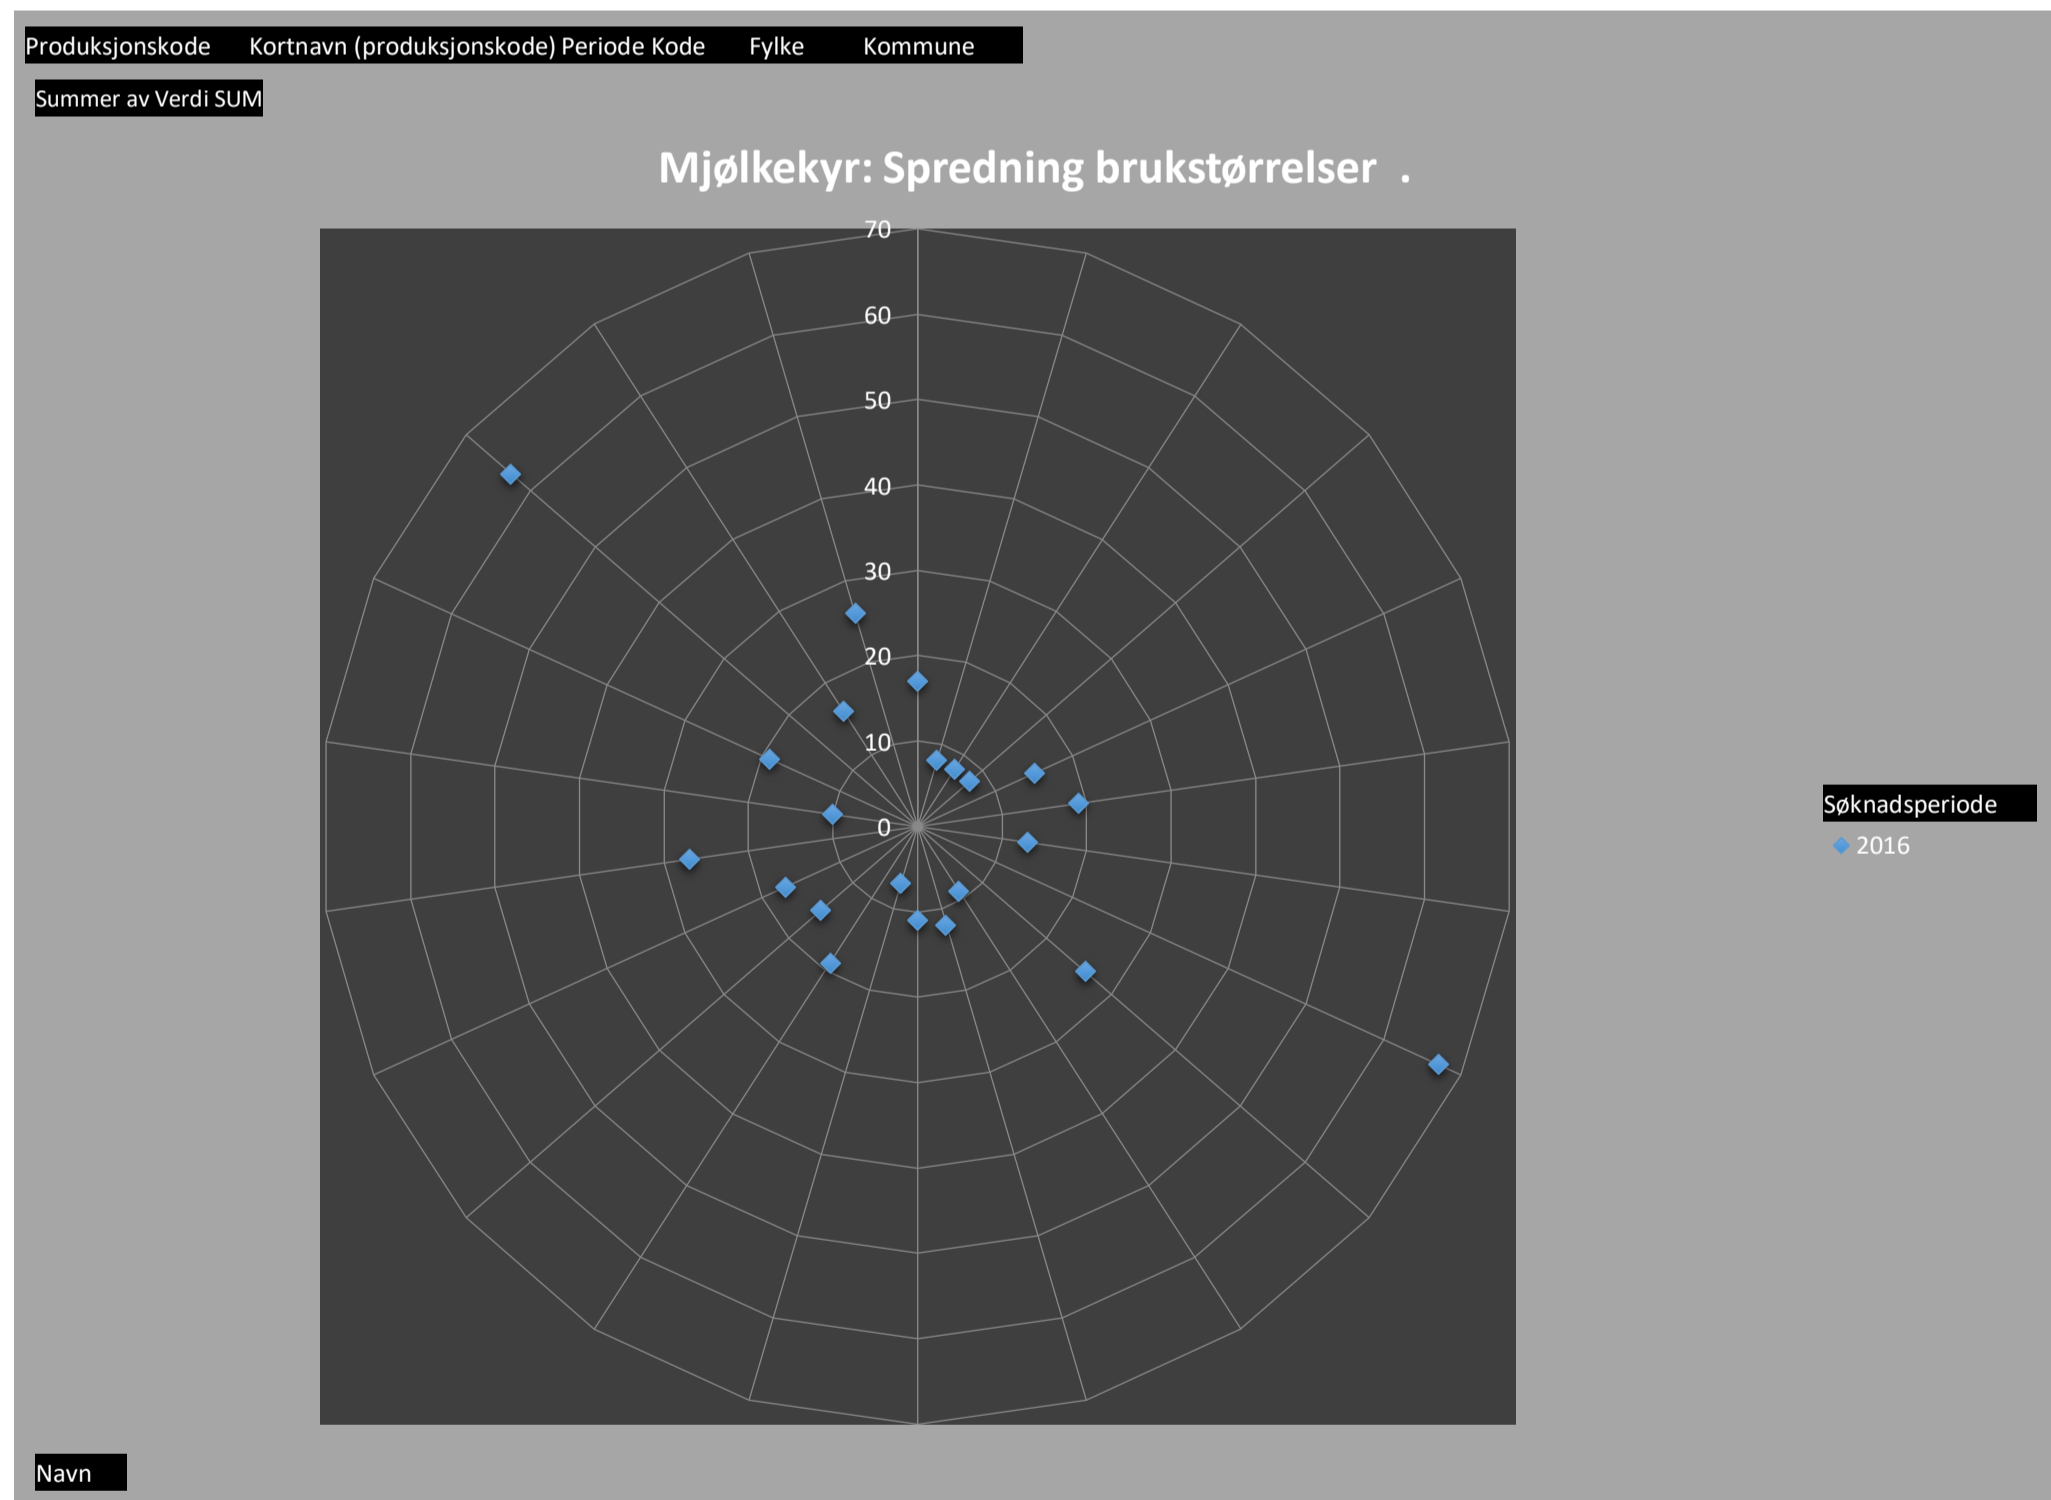 Produksjonskode Kortnavn (produksjonskode) Periode Kode Fylke Kommune
Summer av Verdi SUM
Mjølkekyr: Spredning brukstørrelser .
70
60
50
40
30
20
10
0
Søknadsperiode
2016
Navn